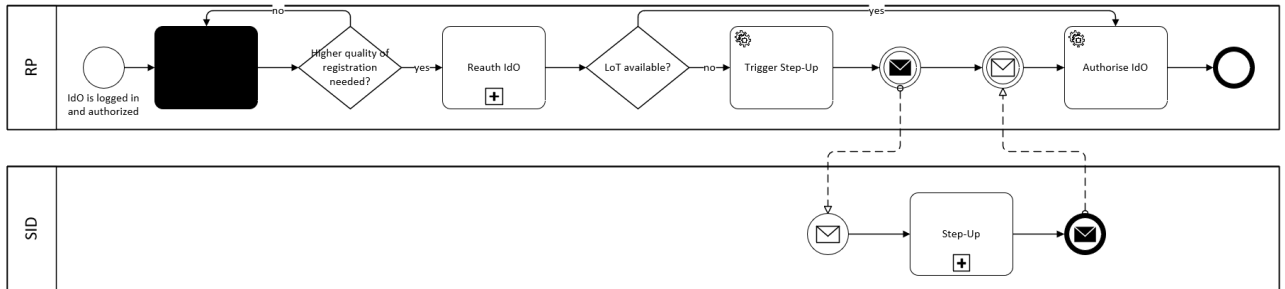 RP
IdO is logged in
and authorized
no
Higher quality of
registration
needed?
yes
Reauth IdO
LoT available?
no
yes
Trigger Step-Up
Authorise IdO
SID
Step-Up